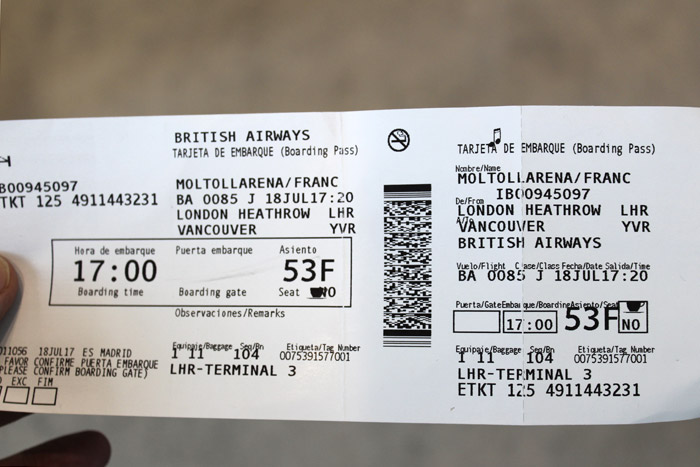 BRITISH AIRWAYS
TARJETA DE EMBARQUE (Boarding Pass)
IB00945097
TKT 125 4911443231
MOLTOLLARENA/FRANC
BA 0085 J 18JUL17:20
LONDON HEATHROW LHR
VANCOUVER YVR
Hora de embarque Puerta embarque Asiento
17:00 53F
Boarding time Boarding gate Seat NO
Observaciones/Remarks
011056 18JUL17 ES MADRID
FAVOR CONFIRME PUERTA EMBARQUE
PLEASE CONFIRM BOARDING GATE)
EXC FIM
Equipaje/Baggage Seq/Bn Etiqueta/Tag Number
1 11 104 0075391577001
LHR-TERMINAL 3
TARJETA DE EMBARQUE (Boarding Pass)
Nombre/Name
MOLTOLLARENA/FRANC
IB00945097
De/From
LONDON HEATHROW LHR
A/To
VANCOUVER YVR
BRITISH AIRWAYS
Vuelo/Flight Clase/Class Fecha/Date Salida/Time
BA 0085 J 18JUL17:20
Puerta/Gate Embarque/Boarding Asiento/Seat
17:00 53F NO
Equipaje/Baggage Seq/Bn Etiqueta/Tag Number
1 11 104 0075391577001
LHR-TERMINAL 3
ETKT 125 4911443231